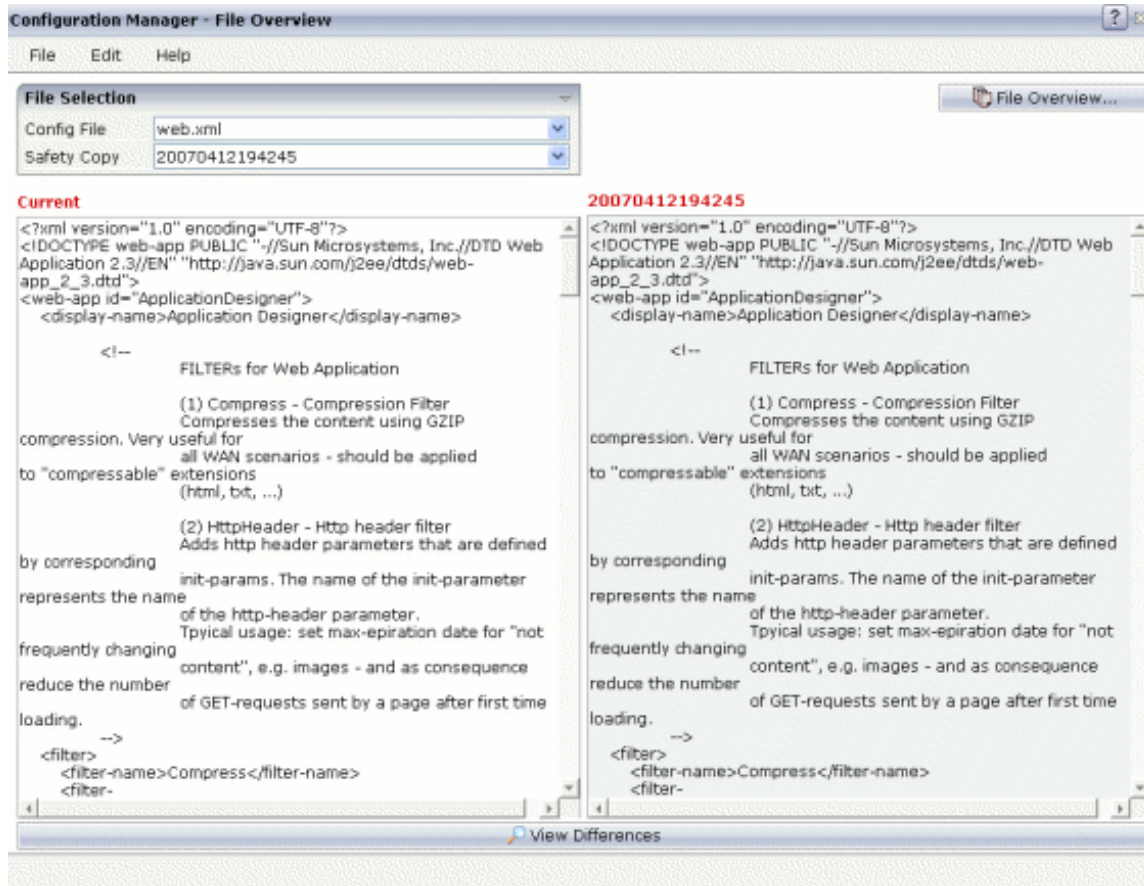 Configuration Manager - File Overview
?
File Edit Help
File Selection
File Overview...
Config File web.xml
Safety Copy 20070412194245
Current
<?xml version="1.0" encoding="UTF-8"?>
<!DOCTYPE web-app PUBLIC "-//Sun Microsystems, Inc.//DTD Web
Application 2.3//EN" "http://java.sun.com/j2ee/dtds/web-
app_2_3.dtd">
<web-app id="ApplicationDesigner">
<display-name>Application Designer</display-name>
<!--
FILTERs for Web Application
(1) Compress - Compression Filter
Compresses the content using GZIP
compression. Very useful for
all WAN scenarios - should be applied
to "compressable" extensions
(html, txt, ...)
(2) HttpHeader - Http header filter
Adds http header parameters that are defined
by corresponding
init-params. The name of the init-parameter
represents the name
of the http-header parameter.
Tpyical usage: set max-epiration date for "not
frequently changing
content", e.g. images - and as consequence
reduce the number
of GET-requests sent by a page after first time
loading.
-->
<filter>
<filter-name>Compress</filter-name>
<filter-
20070412194245
<?xml version="1.0" encoding="UTF-8"?>
<!DOCTYPE web-app PUBLIC "-//Sun Microsystems, Inc.//DTD Web
Application 2.3//EN" "http://java.sun.com/j2ee/dtds/web-
app_2_3.dtd">
<web-app id="ApplicationDesigner">
<display-name>Application Designer</display-name>
<!--
FILTERs for Web Application
(1) Compress - Compression Filter
Compresses the content using GZIP
compression. Very useful for
all WAN scenarios - should be applied
to "compressable" extensions
(html, txt, ...)
(2) HttpHeader - Http header filter
Adds http header parameters that are defined
by corresponding
init-params. The name of the init-parameter
represents the name
of the http-header parameter.
Tpyical usage: set max-epiration date for "not
frequently changing
content", e.g. images - and as consequence
reduce the number
of GET-requests sent by a page after first time
loading.
-->
<filter>
<filter-name>Compress</filter-name>
<filter-
View Differences